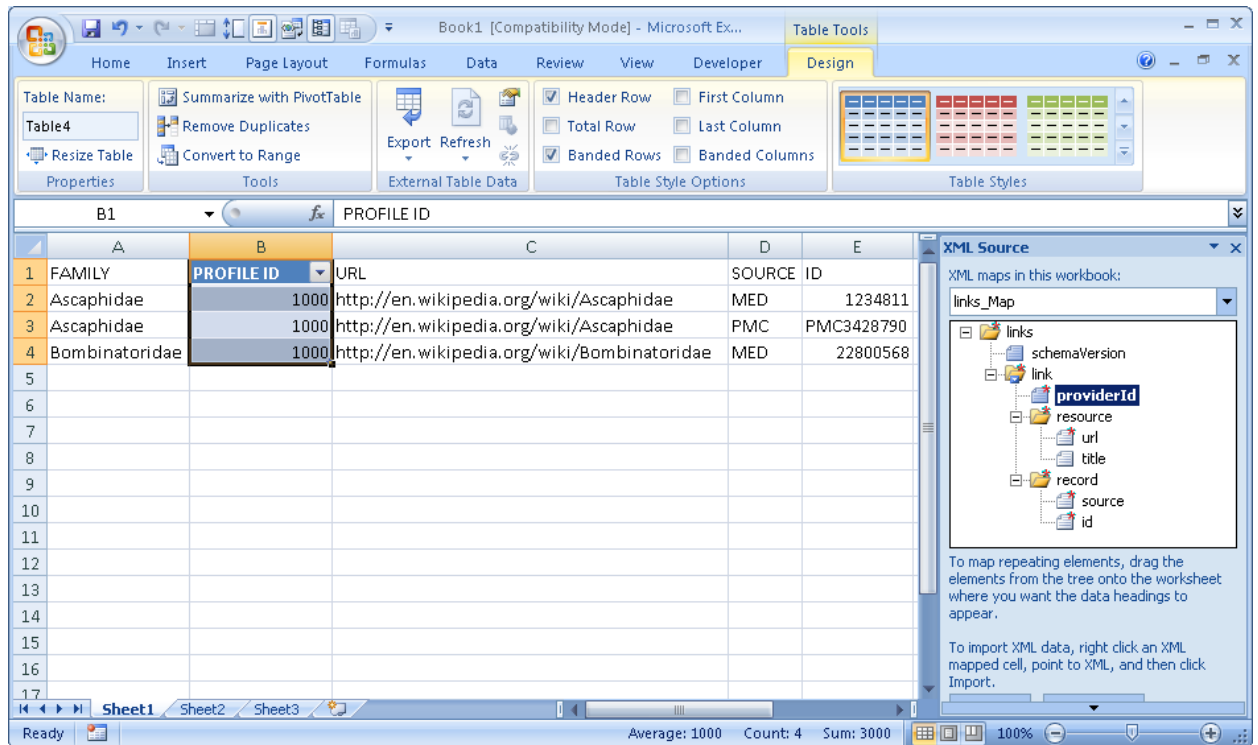 Book1 [Compatibility Mode] - Microsoft Ex...
Table Tools
Home Insert Page Layout Formulas Data Review View Developer Design
Table Name:
Table4
Resize Table
Properties
Summarize with PivotTable
Remove Duplicates
Convert to Range
Tools
Export Refresh
External Table Data
Header Row First Column
Total Row Last Column
Banded Rows Banded Columns
Table Style Options
Table Styles
B1 fx PROFILE ID
A B C D E
1 FAMILY PROFILE ID URL SOURCE ID
2 Ascaphidae 1000 http://en.wikipedia.org/wiki/Ascaphidae MED 1234811
3 Ascaphidae 1000 http://en.wikipedia.org/wiki/Ascaphidae PMC PMC3428790
4 Bombinatoridae 1000 http://en.wikipedia.org/wiki/Bombinatoridae MED 22800568
5
6
7
8
9
10
11
12
13
14
15
16
17
XML Source
XML maps in this workbook:
links_Map
links
schemaVersion
link
providerId
resource
url
title
record
source
id
To map repeating elements, drag the
elements from the tree onto the worksheet
where you want the data headings to
appear.
To import XML data, right click an XML
mapped cell, point to XML, and then click
Import.
Sheet1 Sheet2 Sheet3
Ready Average: 1000 Count: 4 Sum: 3000 100%